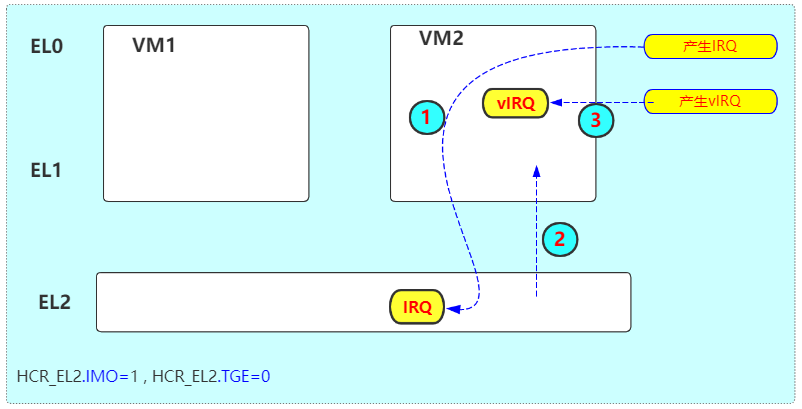 EL0
VM1
VM2
产生IRQ
vIRQ
产生vIRQ
1
3
EL1
2
EL2
IRQ
HCR_EL2.IMO=1 , HCR_EL2.TGE=0